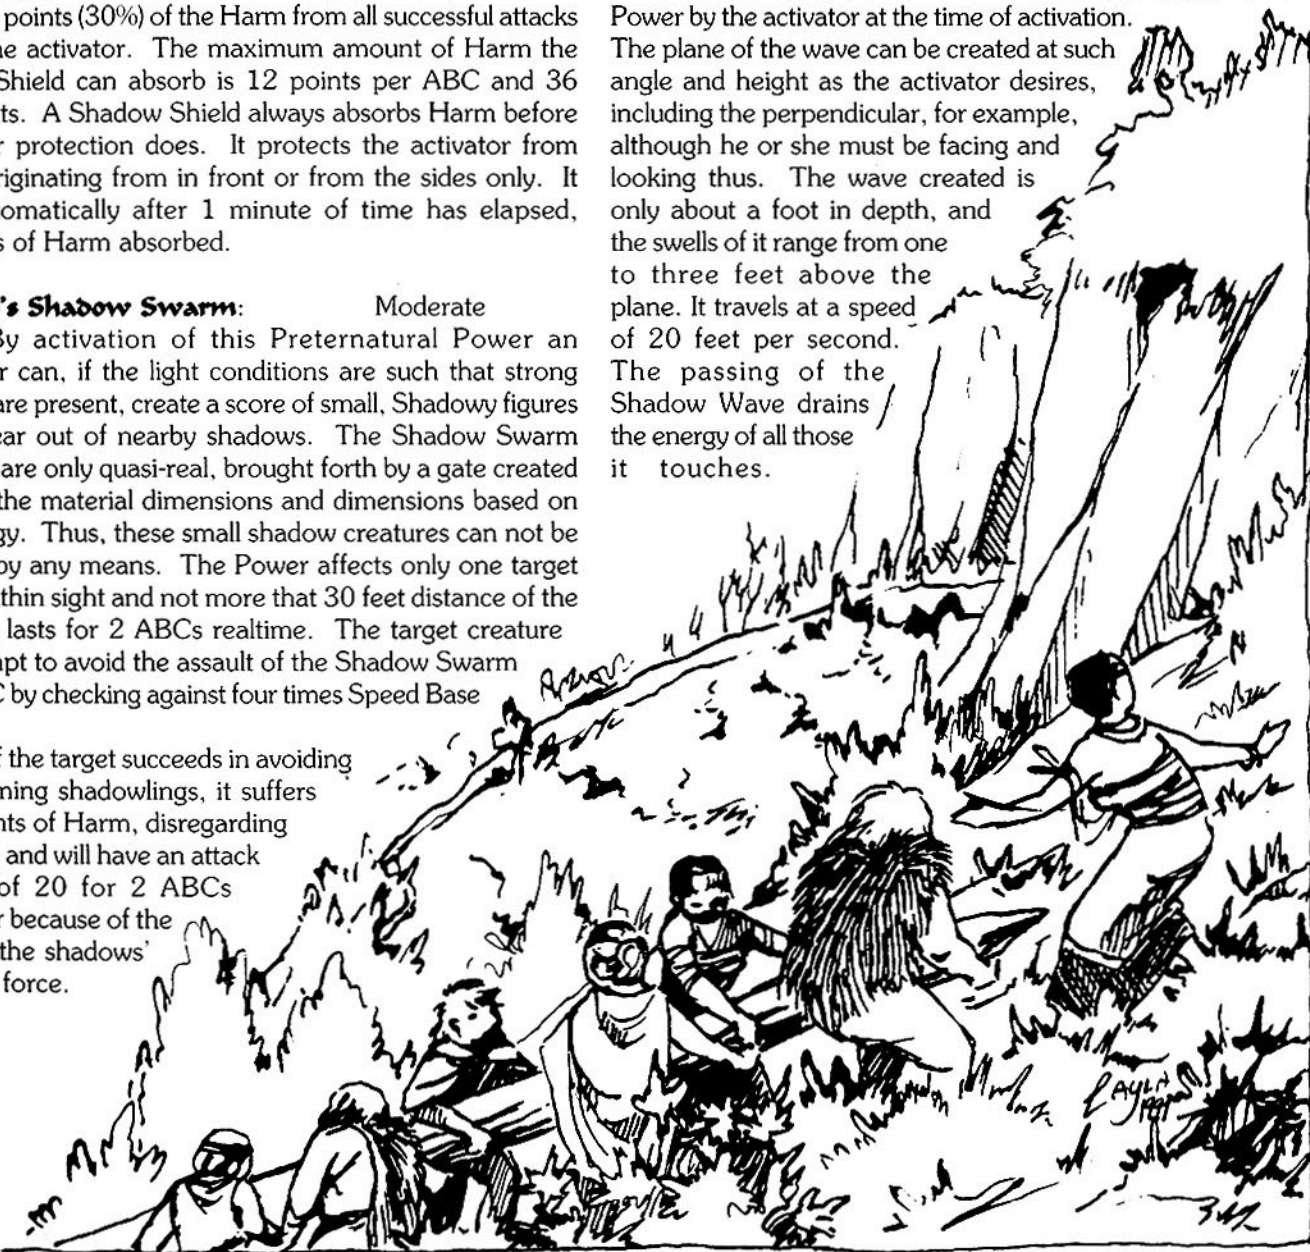 points (30%) of the Harm from all successful attacks
activator. The maximum amount of Harm the
Shield can absorb is 12 points per ABC and 36
A Shadow Shield always absorbs Harm before
protection does. It protects the activator from
from in front or from the sides only. It
after 1 minute of time has elapsed,
of Harm absorbed.
's Shadow Swarm: Moderate
By activation of this Preternatural Power an
can, if the light conditions are such that strong
are present, create a score of small, Shadowy figures
out of nearby shadows. The Shadow Swarm
are only quasi-real, brought forth by a gate created
the material dimensions and dimensions based on
Thus, these small shadow creatures can not be
by any means. The Power affects only one target
sight and not more that 30 feet distance of the
lasts for 2 ABCs realtime. The target creature
to avoid the assault of the Shadow Swarm
by checking against four times Speed Base
the target succeeds in avoiding
shadowlings, it suffers
of Harm, disregarding
and will have an attack
of 20 for 2 ABCs
because of the
the shadows'
force.
Power by the activator at the time of activation.
The plane of the wave can be created at such
angle and height as the activator desires,
including the perpendicular, for example,
although he or she must be facing and
looking thus. The wave created is
only about a foot in depth, and
the swells of it range from one
to three feet above the
plane. It travels at a speed
of 20 feet per second.
The passing of the
Shadow Wave drains
the energy of all those
it touches.